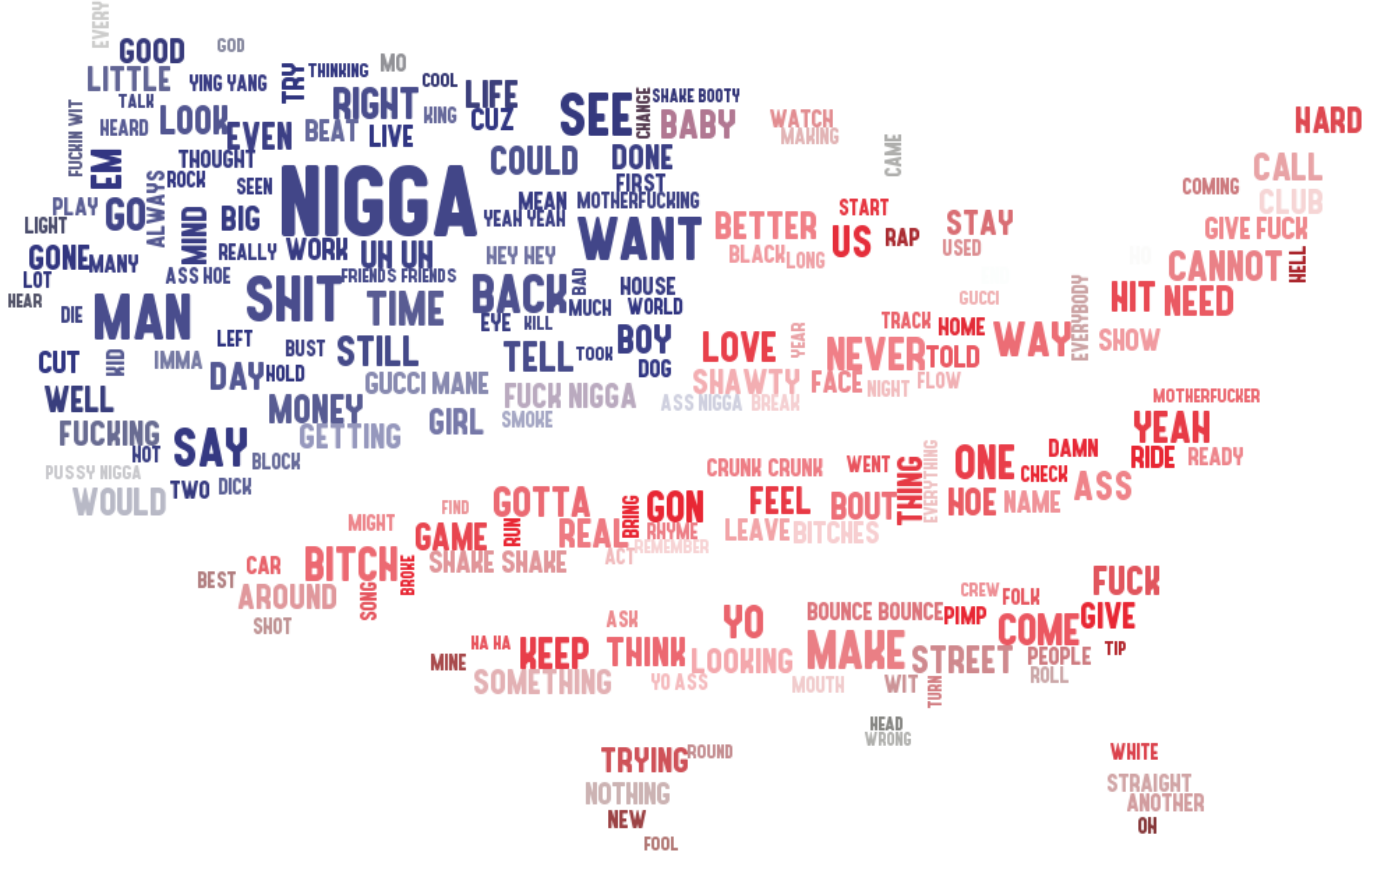 EVERY
GOOD
GOD
LITTLE
YING YANG
TRY
THINKING
MO
COOL
TALK
RIGHT
KING
LIFE
CUZ
SEE
CHANGE
SHAKE BOOTY
BABY
WATCH
MAKING
HARD
FUCKIN WIT
HEARD
LOOK
EVEN
BEAT
LIVE
CAME
EM
THOUGHT
ROCK
SEEN
NIGGA
COULD
DONE
FIRST
CALL
COMING
CLUB
PLAY
LIGHT
GO
ALWAYS
MIND
BIG
MEAN
MOTHERFUCKING
YEAH YEAH
WANT
BETTER
START
US
RAP
STAY
USED
GIVE FUCK
GONE
MANY
REALLY
WORK
UH UH
HEY HEY
BLACK
LONG
CANNOT
HELL
LOT
ASS HOE
FRIENDS FRIENDS
HEAR
DIE
MAN
SHIT
TIME
BACK
BAD
MUCH
HOUSE
WORLD
GUCCI
HIT
NEED
EYE
KILL
LEFT
BUST
STILL
TELL
TOOK
BOY
DOG
LOVE
YEAR
TRACK
HOME
NEVER
TOLD
WAY
EVERYBODY
SHOW
CUT
KID
IMMA
DAY
HOLD
GUCCI MANE
FUCK NIGGA
SHAWTY
FACE
NIGHT
FLOW
WELL
MONEY
GIRL
SMOKE
ASS NIGGA
BREAK
MOTHERFUCKER
FUCKING
HOT
SAY
GETTING
BLOCK
YEAH
RIDE
READY
PUSSY NIGGA
WOULD
TWO
DICK
CRUNK CRUNK
WENT
THING
EVERYTHING
ONE
DAMN
CHECK
ASS
FIND
GOTTA
BRING
GON
FEEL
BOUT
HOE
NAME
MIGHT
GAME
RUN
REAL
RHYME
REMEMBER
LEAVE
BITCHES
CAR
BITCH
BROKE
SHAKE SHAKE
ACT
BEST
AROUND
SONG
SHOT
FUCK
CREW
FOLK
ASK
YO
BOUNCE BOUNCE
PIMP
COME
GIVE
HA HA
MINE
KEEP
THINK
LOOKING
MAKE
STREET
PEOPLE
TIP
SOMETHING
YO ASS
MOUTH
WIT
TURN
ROLL
HEAD
WRONG
TRYING
ROUND
WHITE
NOTHING
STRAIGHT
ANOTHER
NEW
OH
FOOL